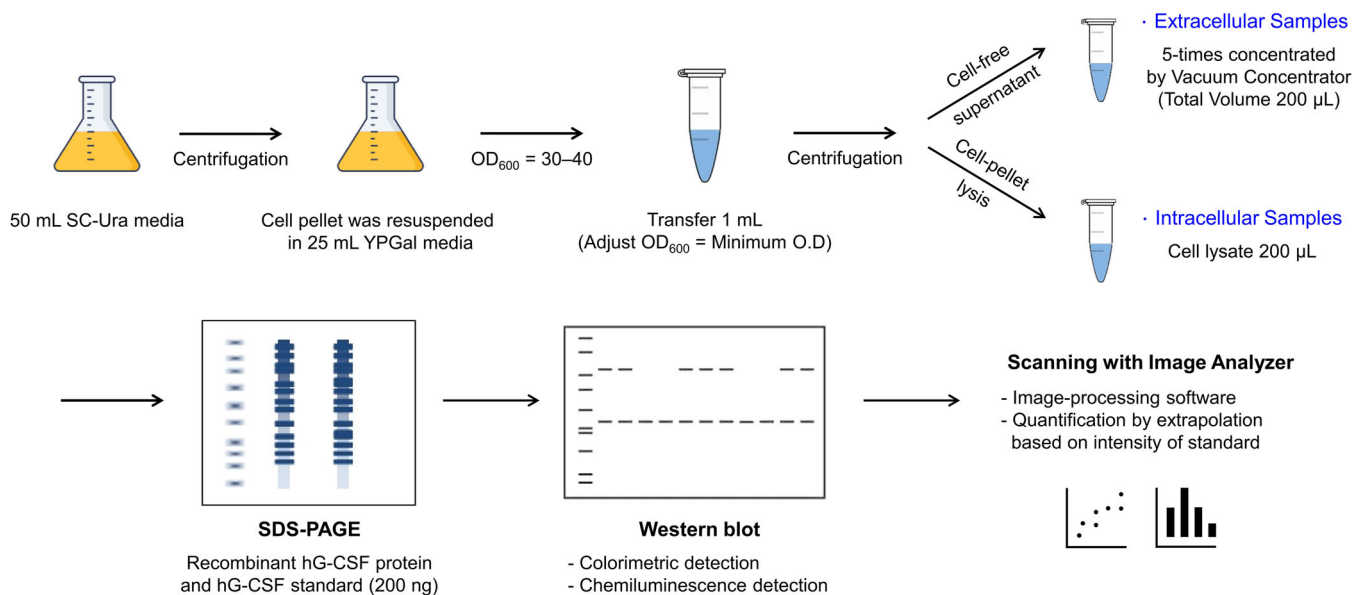 50 mL SC-Ura media
Centrifugation
Cell pellet was resuspended
in 25 mL YPGal media
OD₆₀₀ = 30–40
Transfer 1 mL
(Adjust OD₆₀₀ = Minimum O.D)
Centrifugation
Cell-free
supernatant
· Extracellular Samples
5-times concentrated
by Vacuum Concentrator
(Total Volume 200 µL)
Cell-pellet
lysis
· Intracellular Samples
Cell lysate 200 µL
SDS-PAGE
Recombinant hG-CSF protein
and hG-CSF standard (200 ng)
Western blot
- Colorimetric detection
- Chemiluminescence detection
Scanning with Image Analyzer
- Image-processing software
- Quantification by extrapolation
based on intensity of standard